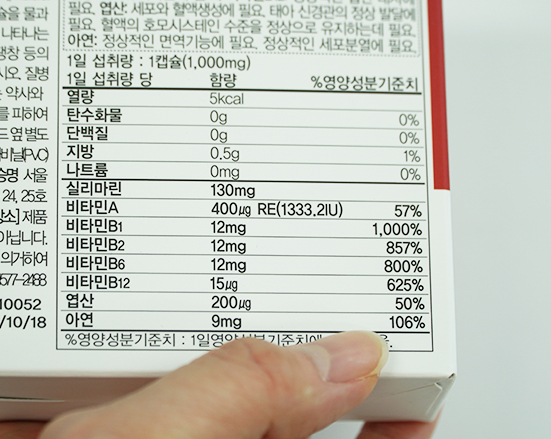 필요. 엽산: 세포와 혈액생성에 필요. 태아 신경관의 정상 발달에
필요. 혈액의 호모시스테인 수준을 정상으로 유지하는데 필요.
아연: 정상적인 면역기능에 필요. 정상적인 세포분열에 필요.
1일 섭취량 : 1캡슐(1,000mg)
1일 섭취량 당 함량 %영양성분기준치
열량 5kcal
탄수화물 0g 0%
단백질 0g 0%
지방 0.5g 1%
나트륨 0mg 0%
실리마린 130mg
비타민A 400㎍ RE(1333.2IU) 57%
비타민B1 12mg 1,000%
비타민B2 12mg 857%
비타민B6 12mg 800%
비타민B12 15㎍ 625%
엽산 200㎍ 50%
아연 9mg 106%
%영양성분기준치 : 1일영양성분기준치에
을 물과
나타나는
팽창 등의
시오. 질병
는 약사와
를 피하여
드 옆 별도
비닐(PVC)
승명 서울
24, 25호
소] 제품
아닙니다.
의거하여
577-2488
10052
/10/18